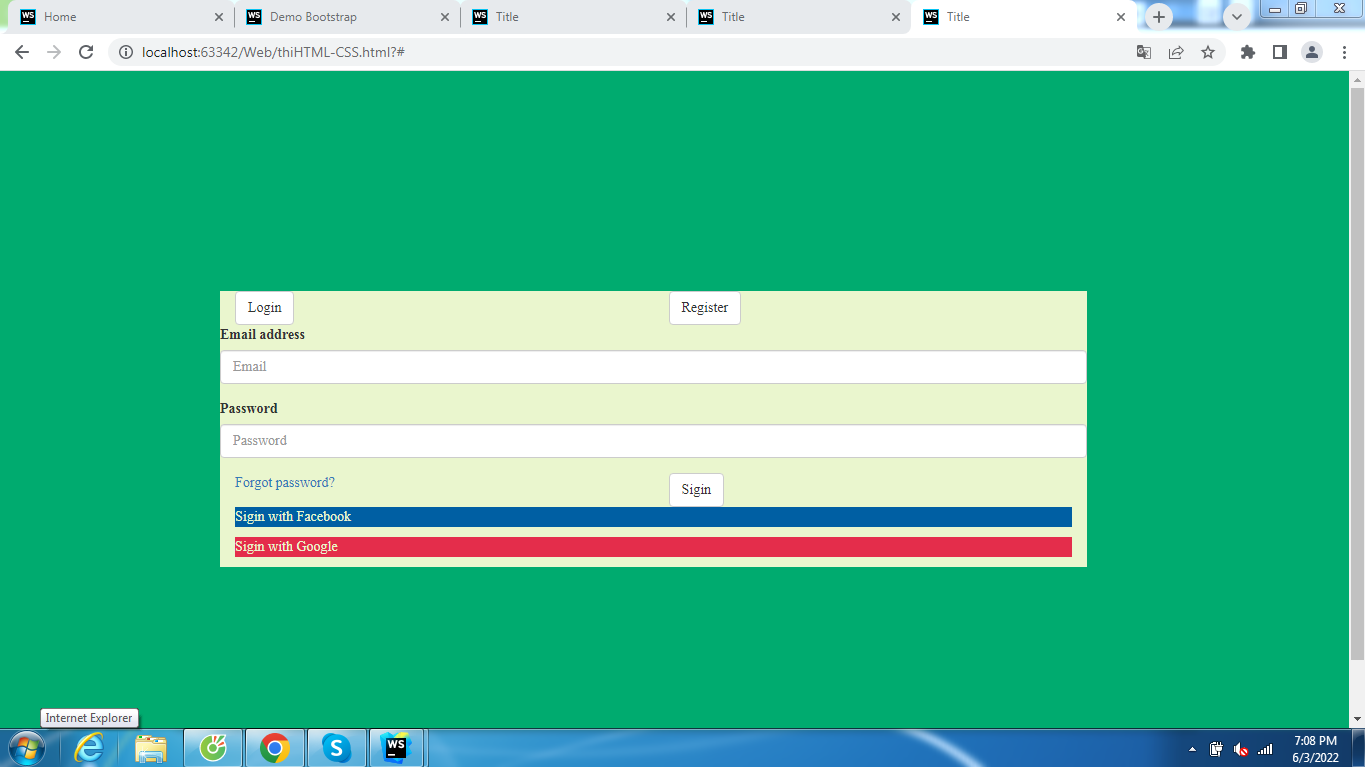 WS Home WS Demo Bootstrap WS Title WS Title WS Title
localhost:63342/Web/thiHTML-CSS.html?#
Login Register
Email address
Email
Password
Password
Forgot password? Sigin
Sigin with Facebook
Sigin with Google
Internet Explorer
WS 7:08 PM
6/3/2022